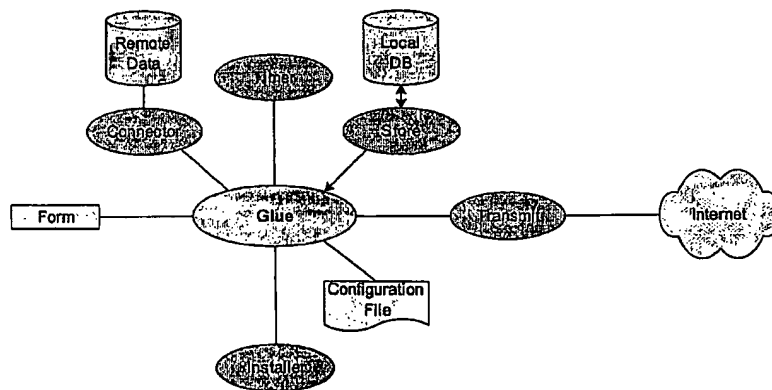 Remote
Data
Local
DB
Timer
Connector
Store
Form
Glue
Transmit
Internet
Configuration
File
Installer